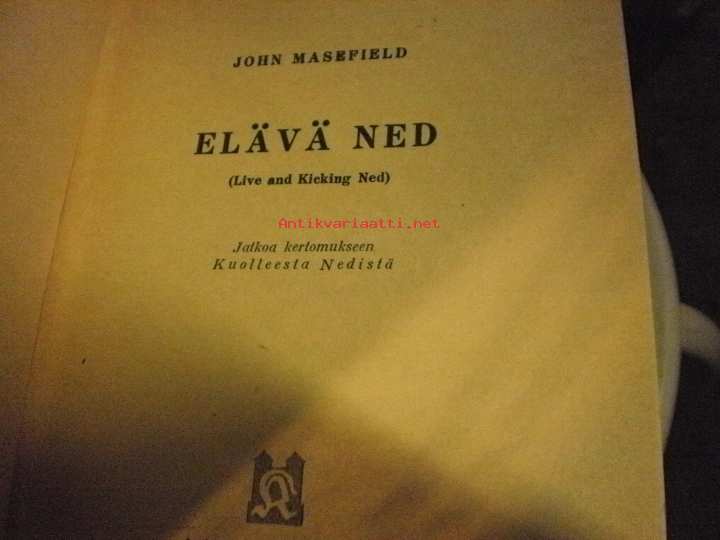 JOHN MASEFIELD
ELÄVÄ NED
(Live and Kicking Ned)
Antikvariaatti.net
Jatkoa kertomukseen
Kuolleesta Nedistä